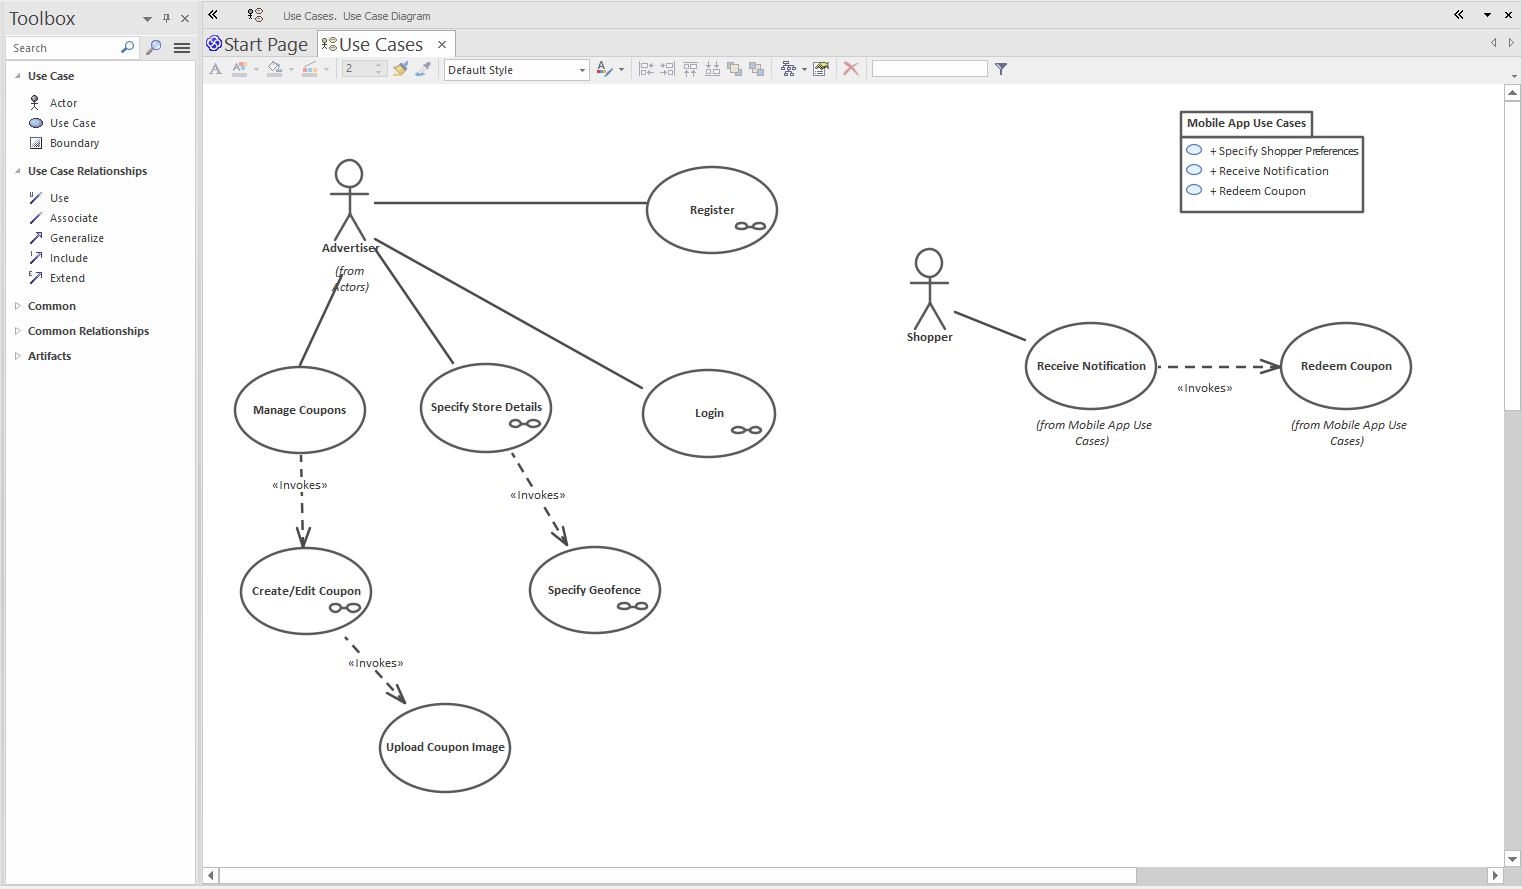 Toolbox
Search
Use Case
Actor
Use Case
Boundary
Use Case Relationships
Use
Associate
Generalize
Include
Extend
Common
Common Relationships
Artifacts
Use Cases. Use Case Diagram
Start Page
Use Cases
2
Default Style
Advertiser
(from
Actors)
Register
Manage Coupons
Specify Store Details
Login
«Invokes»
«Invokes»
Create/Edit Coupon
Specify Geofence
«Invokes»
Upload Coupon Image
Mobile App Use Cases
+ Specify Shopper Preferences
+ Receive Notification
+ Redeem Coupon
Shopper
Receive Notification
«Invokes»
Redeem Coupon
(from Mobile App Use
Cases)
(from Mobile App Use
Cases)